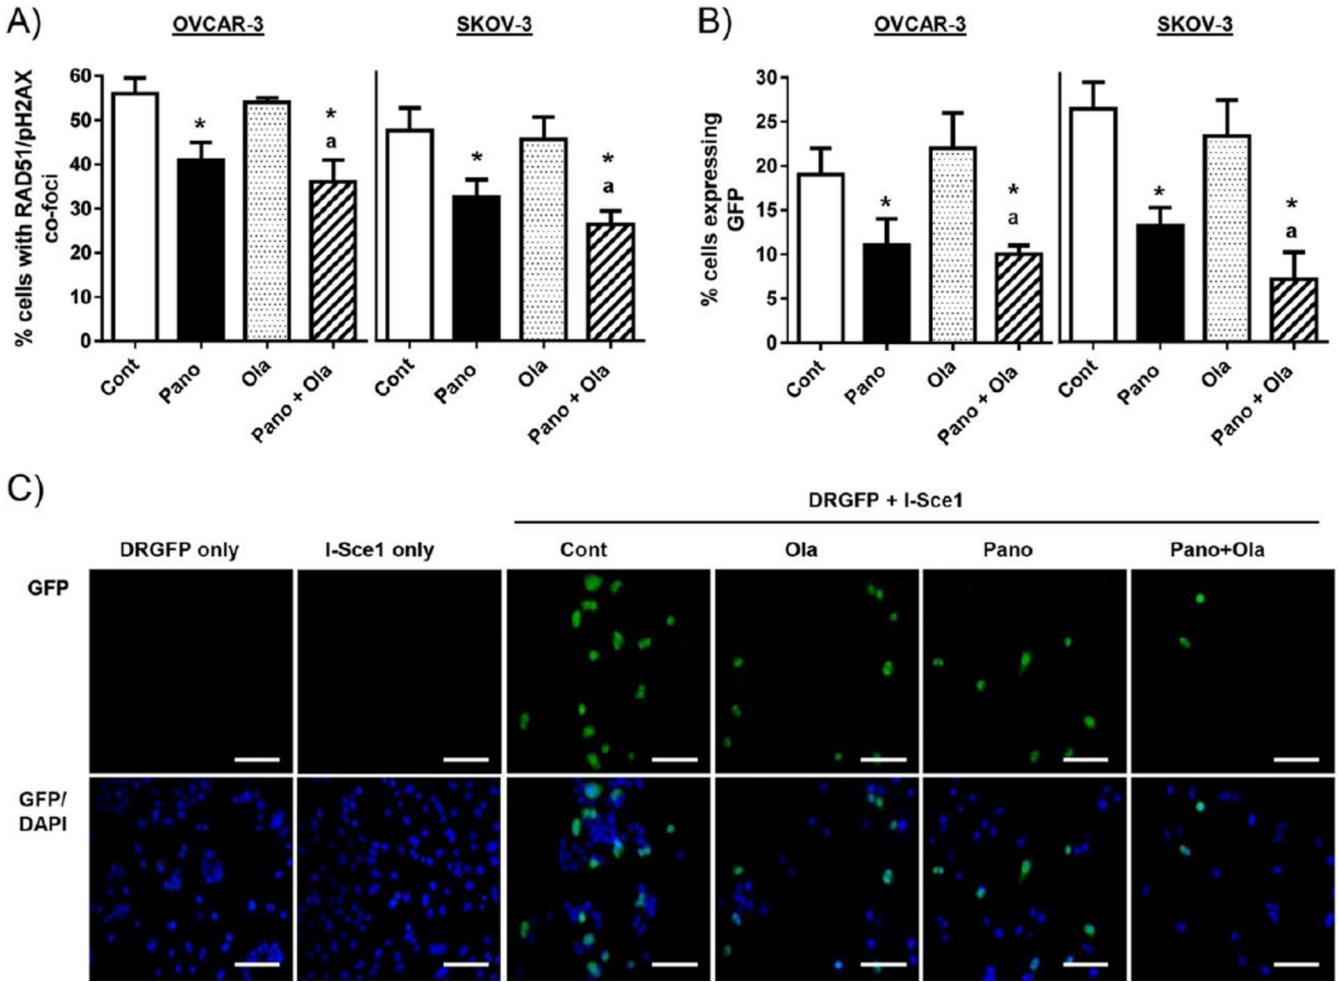 A)
OVCAR-3
SKOV-3
% cells with RAD51/pH2AX
co-foci
60
50
40
30
20
10
0
*
*
a
*
*
a
Cont
Pano
Ola
Pano + Ola
Cont
Pano
Ola
Pano + Ola
B)
OVCAR-3
SKOV-3
% cells expressing
GFP
30
25
20
15
10
5
0
*
*
a
*
*
a
Cont
Pano
Ola
Pano + Ola
Cont
Pano
Ola
Pano + Ola
C)
DRGFP + I-Sce1
DRGFP only
I-Sce1 only
Cont
Ola
Pano
Pano+Ola
GFP
GFP/
DAPI